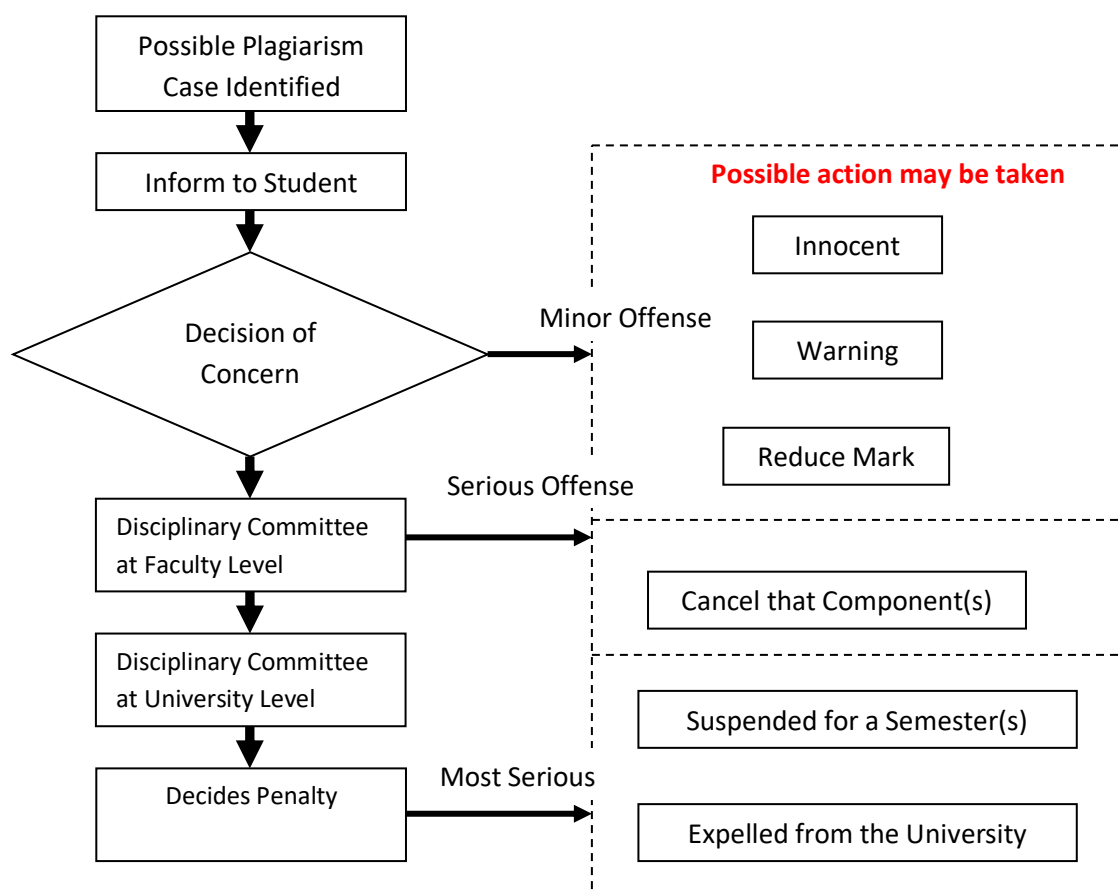 Possible Plagiarism
Case Identified
Inform to Student
Possible action may be taken
Innocent
Minor Offense
Decision of
Concern
Warning
Reduce Mark
Serious Offense
Disciplinary Committee
at Faculty Level
Cancel that Component(s)
Disciplinary Committee
at University Level
Suspended for a Semester(s)
Most Serious
Decides Penalty
Expelled from the University